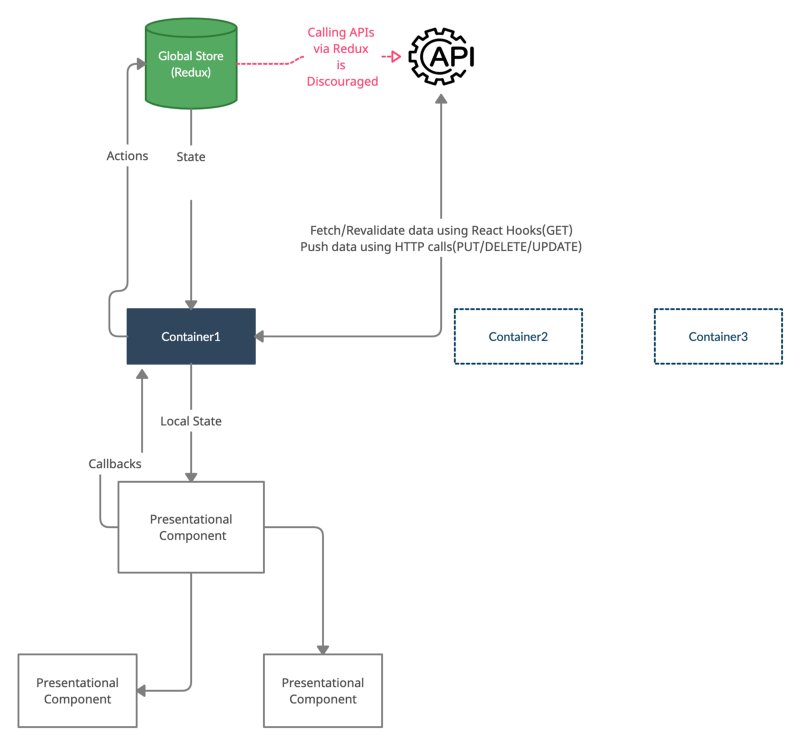 Global Store
(Redux)
Calling APIs
via Redux
is
Discouraged
API
Actions
State
Fetch/Revalidate data using React Hooks(GET)
Push data using HTTP calls(PUT/DELETE/UPDATE)
Container1
Container2
Container3
Local State
Callbacks
Presentational
Component
Presentational
Component
Presentational
Component